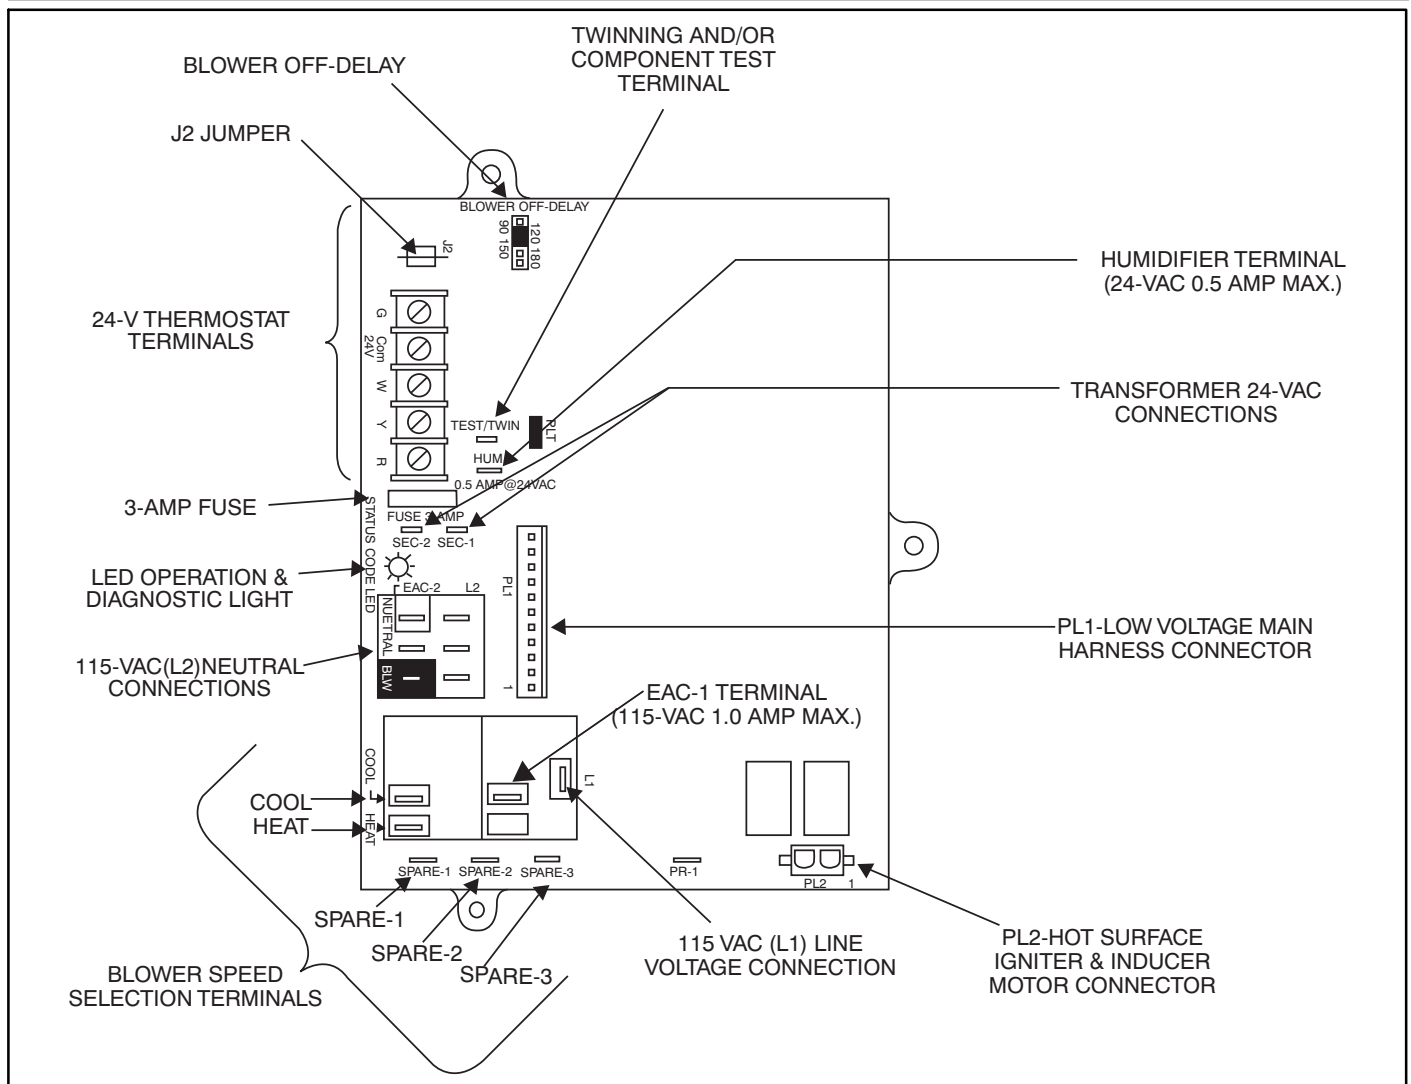 TWINNING AND/OR
COMPONENT TEST
TERMINAL
BLOWER OFF-DELAY
J2 JUMPER
BLOWER OFF-DELAY
90 150
120 180
J2
HUMIDIFIER TERMINAL
(24-VAC 0.5 AMP MAX.)
24-V THERMOSTAT
TERMINALS
G
Com
24V
W
Y
R
TRANSFORMER 24-VAC
CONNECTIONS
TEST/TWIN
PLT
HUM
0.5 AMP@24VAC
3-AMP FUSE
FUSE 3-AMP
STATUS CODE LED
SEC-2 SEC-1
LED OPERATION &
DIAGNOSTIC LIGHT
EAC-2 L2
NUETRAL
BLW
PL1
1
PL1-LOW VOLTAGE MAIN
HARNESS CONNECTOR
115-VAC(L2)NEUTRAL
CONNECTIONS
EAC-1 TERMINAL
(115-VAC 1.0 AMP MAX.)
COOL
HEAT
L1
COOL
HEAT
SPARE-1 SPARE-2 SPARE-3
PR-1
PL2 1
SPARE-1
SPARE-2
SPARE-3
BLOWER SPEED
SELECTION TERMINALS
115 VAC (L1) LINE
VOLTAGE CONNECTION
PL2-HOT SURFACE
IGNITER & INDUCER
MOTOR CONNECTOR